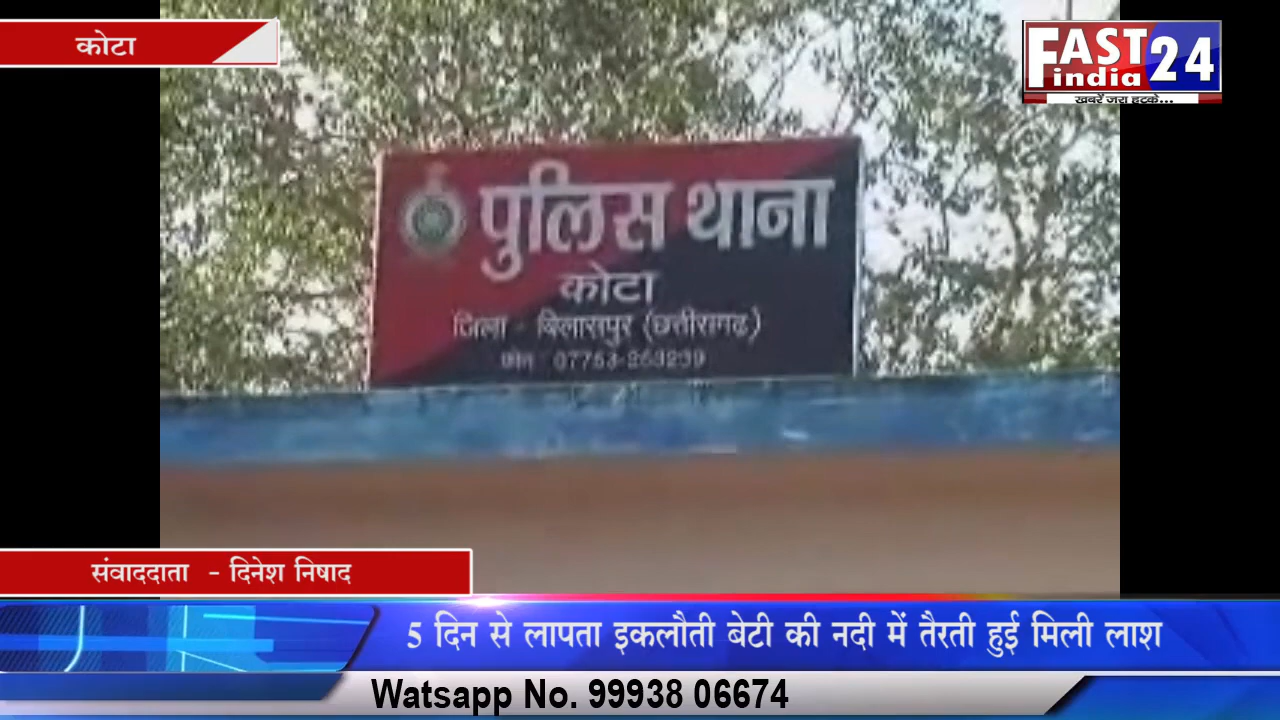 कोटा
FAST
india
24
खबरें जरा हटके...
पुलिस थाना
कोटा
जिला - बिलासपुर (छत्तीसगढ़)
फोन 07753-253239
संवाददाता - दिनेश निषाद
5 दिन से लापता इकलौती बेटी की नदी में तैरती हुई मिली लाश
Watsapp No. 99938 06674